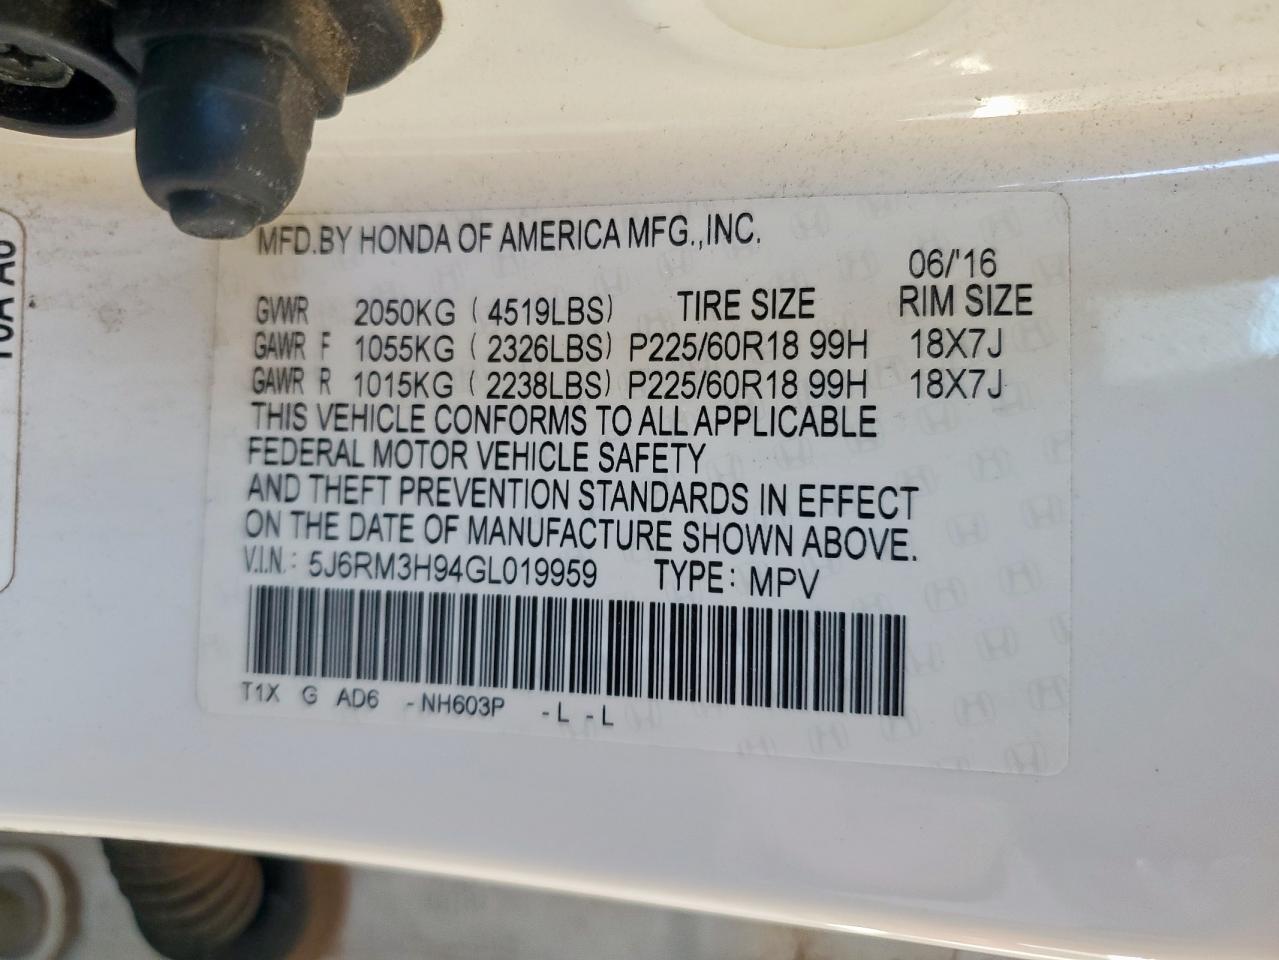 MFD.BY HONDA OF AMERICA MFG.,INC.
06/'16
GVWR 2050KG ( 4519LBS) TIRE SIZE RIM SIZE
GAWR F 1055KG ( 2326LBS) P225/60R18 99H 18X7J
GAWR R 1015KG ( 2238LBS) P225/60R18 99H 18X7J
THIS VEHICLE CONFORMS TO ALL APPLICABLE
FEDERAL MOTOR VEHICLE SAFETY
AND THEFT PREVENTION STANDARDS IN EFFECT
ON THE DATE OF MANUFACTURE SHOWN ABOVE.
V.I.N.: 5J6RM3H94GL019959 TYPE: MPV
T1X G AD6 -NH603P -L -L